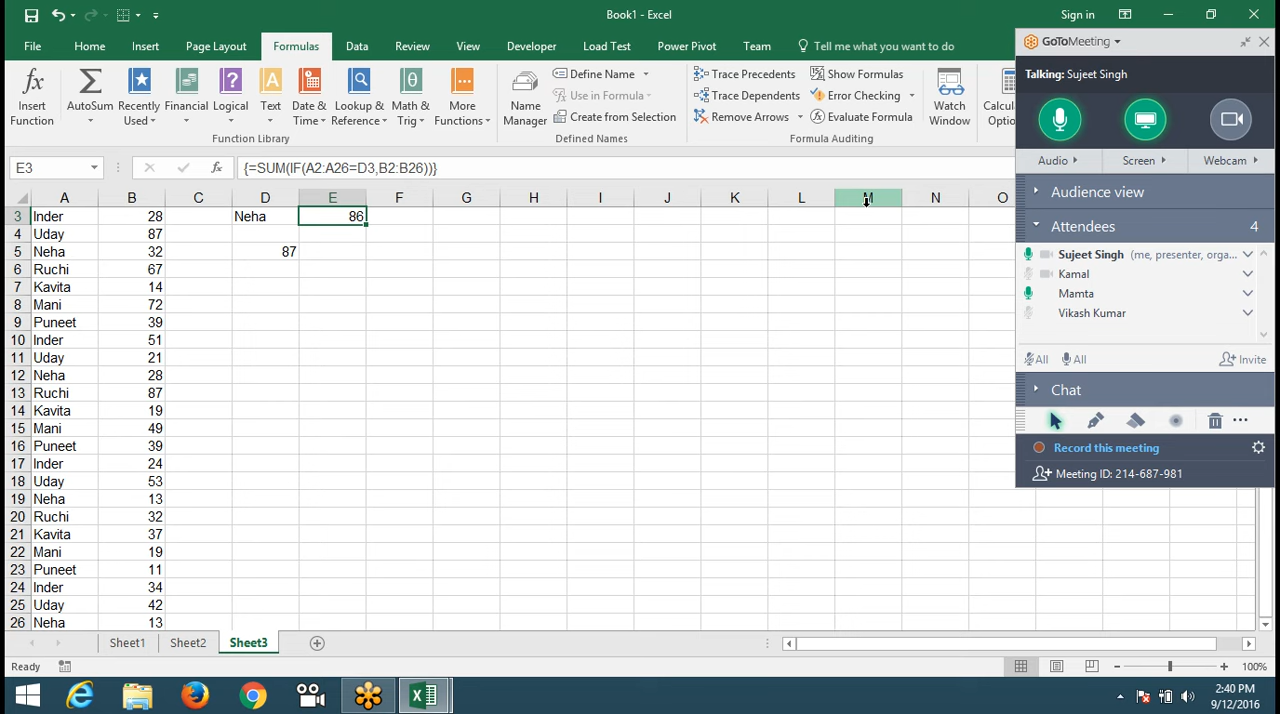 Book1 - Excel
Sign in
File Home Insert Page Layout Formulas Data Review View Developer Load Test Power Pivot Team Tell me what you want to do
Insert Function
AutoSum
Recently Used
Financial
Logical
Text
Date & Time
Lookup & Reference
Math & Trig
More Functions
Function Library
Name Manager
Define Name
Use in Formula
Create from Selection
Defined Names
Trace Precedents
Trace Dependents
Remove Arrows
Show Formulas
Error Checking
Evaluate Formula
Formula Auditing
Watch Window
E3 fx {=SUM(IF(A2:A26=D3,B2:B26))}
A B C D E F G H I J K L M N O
3 Inder 28 Neha 86
4 Uday 87
5 Neha 32 87
6 Ruchi 67
7 Kavita 14
8 Mani 72
9 Puneet 39
10 Inder 51
11 Uday 21
12 Neha 28
13 Ruchi 87
14 Kavita 19
15 Mani 49
16 Puneet 39
17 Inder 24
18 Uday 53
19 Neha 13
20 Ruchi 32
21 Kavita 37
22 Mani 19
23 Puneet 11
24 Inder 34
25 Uday 42
26 Neha 13
Sheet1 Sheet2 Sheet3
Ready
100%
GoToMeeting
Talking: Sujeet Singh
Audio Screen Webcam
Audience view
Attendees 4
Sujeet Singh (me, presenter, orga...
Kamal
Mamta
Vikash Kumar
All All Invite
Chat
Record this meeting
Meeting ID: 214-687-981
2:40 PM
9/12/2016